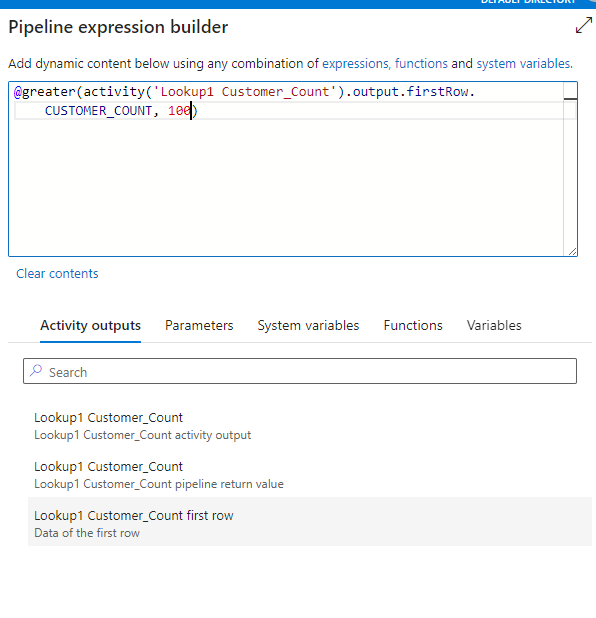 DEFAULT DIRECTORY
Pipeline expression builder
Add dynamic content below using any combination of expressions, functions and system variables.
@greater(activity('Lookup1 Customer_Count').output.firstRow.
CUSTOMER_COUNT, 100)
Clear contents
Activity outputs Parameters System variables Functions Variables
Search
Lookup1 Customer_Count
Lookup1 Customer_Count activity output
Lookup1 Customer_Count
Lookup1 Customer_Count pipeline return value
Lookup1 Customer_Count first row
Data of the first row